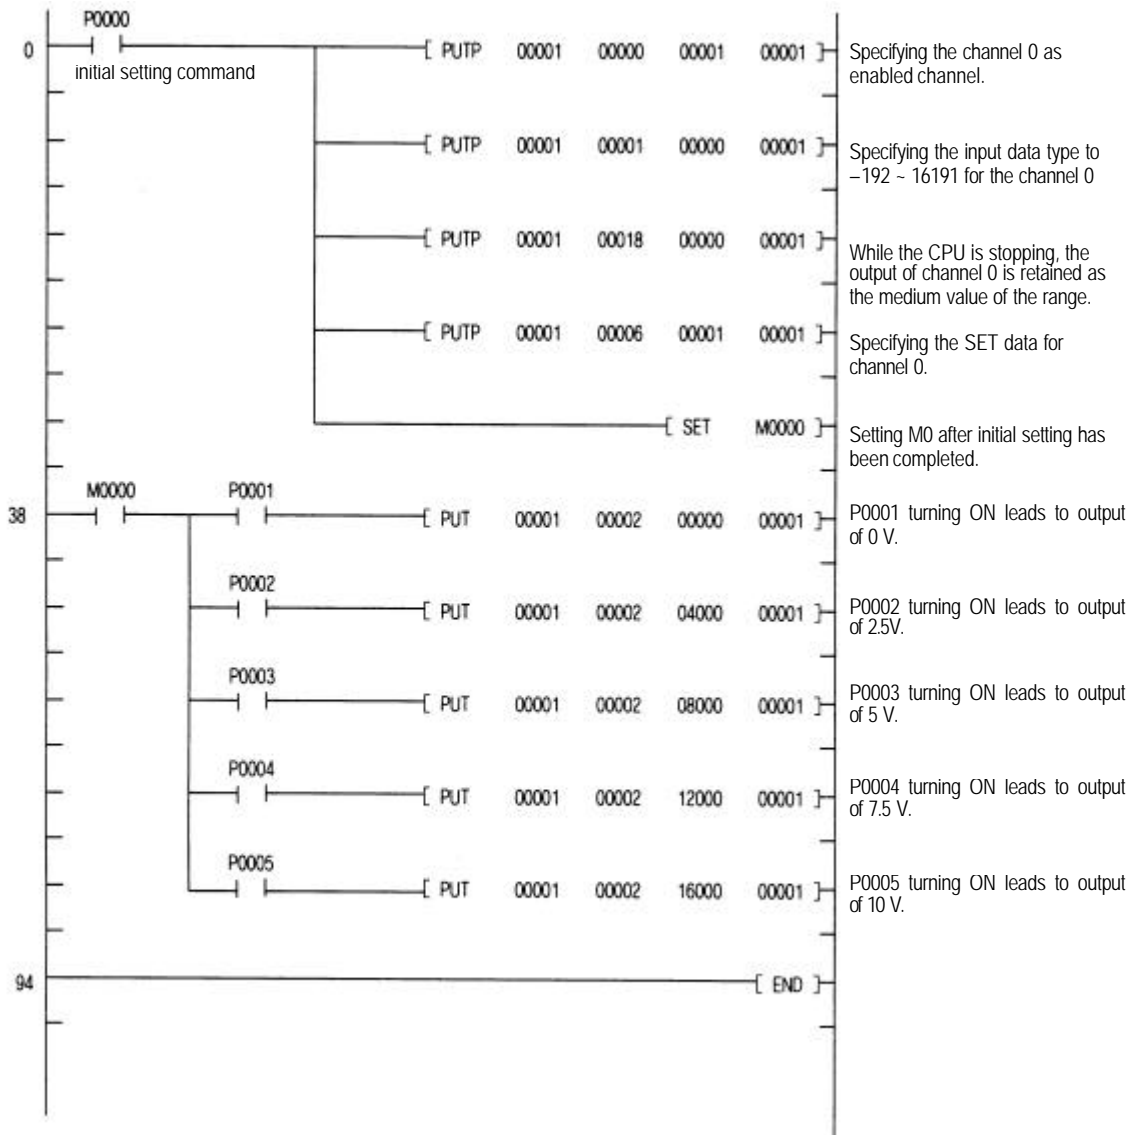 P0000
0 [ PUTP 00001 00000 00001 00001 ] Specifying the channel 0 as
enabled channel.
initial setting command
[ PUTP 00001 00001 00000 00001 ] Specifying the input data type to
–192 ~ 16191 for the channel 0
[ PUTP 00001 00018 00000 00001 ] While the CPU is stopping, the
output of channel 0 is retained as
the medium value of the range.
[ PUTP 00001 00006 00001 00001 ] Specifying the SET data for
channel 0.
[ SET M0000 ] Setting M0 after initial setting has
been completed.
M0000 P0001
38 [ PUT 00001 00002 00000 00001 ] P0001 turning ON leads to output
of 0 V.
P0002
[ PUT 00001 00002 04000 00001 ] P0002 turning ON leads to output
of 2.5V.
P0003
[ PUT 00001 00002 08000 00001 ] P0003 turning ON leads to output
of 5 V.
P0004
[ PUT 00001 00002 12000 00001 ] P0004 turning ON leads to output
of 7.5 V.
P0005
[ PUT 00001 00002 16000 00001 ] P0005 turning ON leads to output
of 10 V.
94 [ END ]